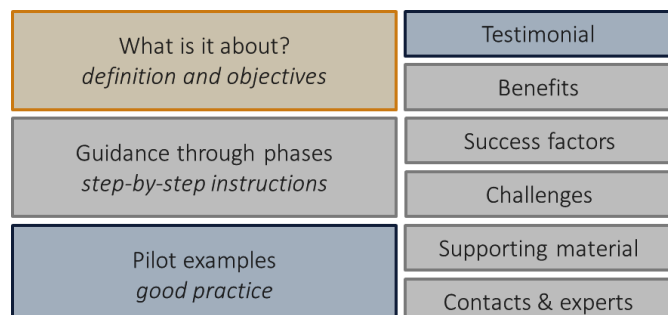 What is it about?
definition and objectives
Guidance through phases
step-by-step instructions
Pilot examples
good practice
Testimonial
Benefits
Success factors
Challenges
Supporting material
Contacts & experts